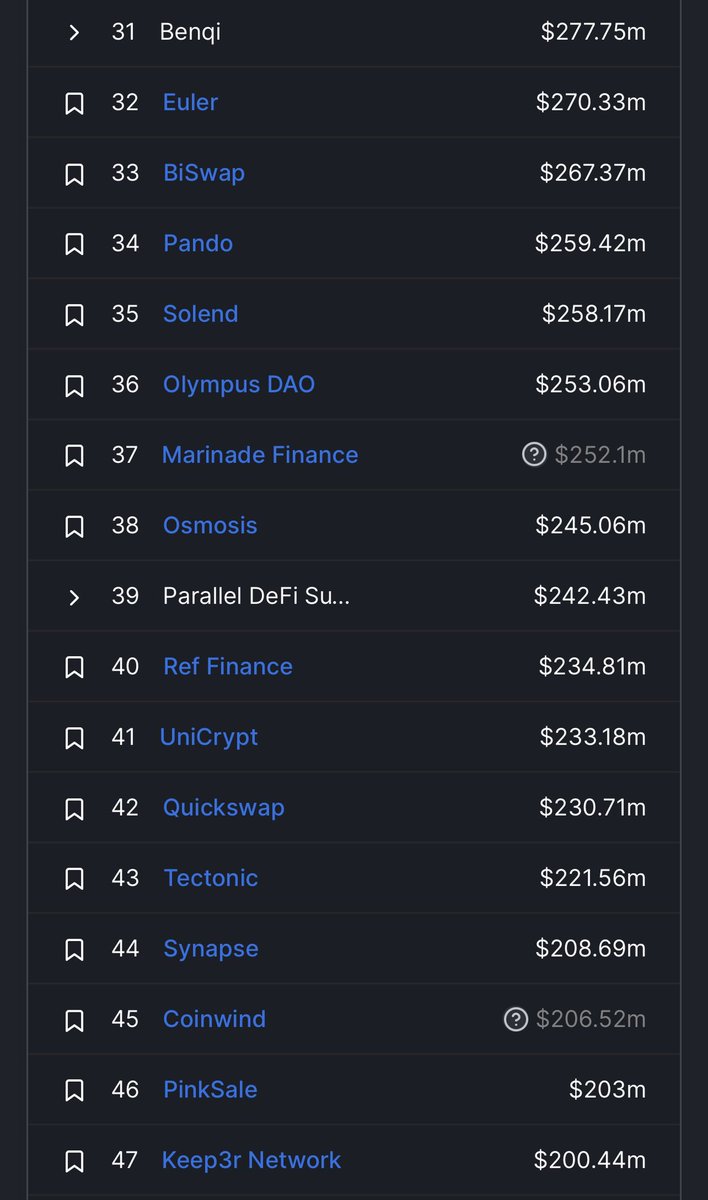 31 Benqi $277.75m
32 Euler $270.33m
33 BiSwap $267.37m
34 Pando $259.42m
35 Solend $258.17m
36 Olympus DAO $253.06m
37 Marinade Finance ? $252.1m
38 Osmosis $245.06m
39 Parallel DeFi Su... $242.43m
40 Ref Finance $234.81m
41 UniCrypt $233.18m
42 Quickswap $230.71m
43 Tectonic $221.56m
44 Synapse $208.69m
45 Coinwind ? $206.52m
46 PinkSale $203m
47 Keep3r Network $200.44m